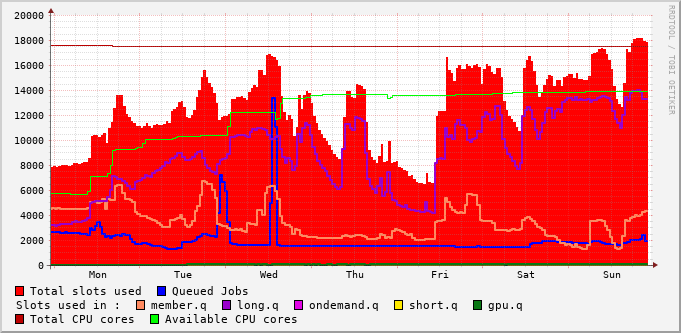 20000
18000
16000
14000
12000
10000
8000
6000
4000
2000
0
Mon Tue Wed Thu Fri Sat Sun
Total slots used Queued Jobs
Slots used in : member.q long.q ondemand.q short.q gpu.q
Total CPU cores Available CPU cores
RRDTOOL / TOBI OETIKER